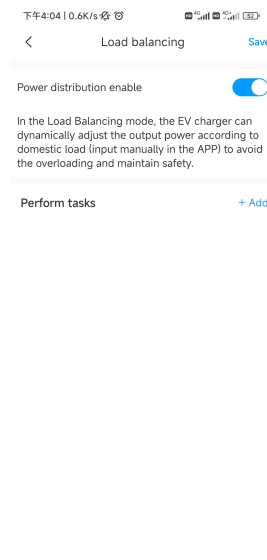 下午4:04 | 0.6K/s
Load balancing
Save
Power distribution enable
In the Load Balancing mode, the EV charger can
dynamically adjust the output power according to
domestic load (input manually in the APP) to avoid
the overloading and maintain safety.
Perform tasks
+ Add